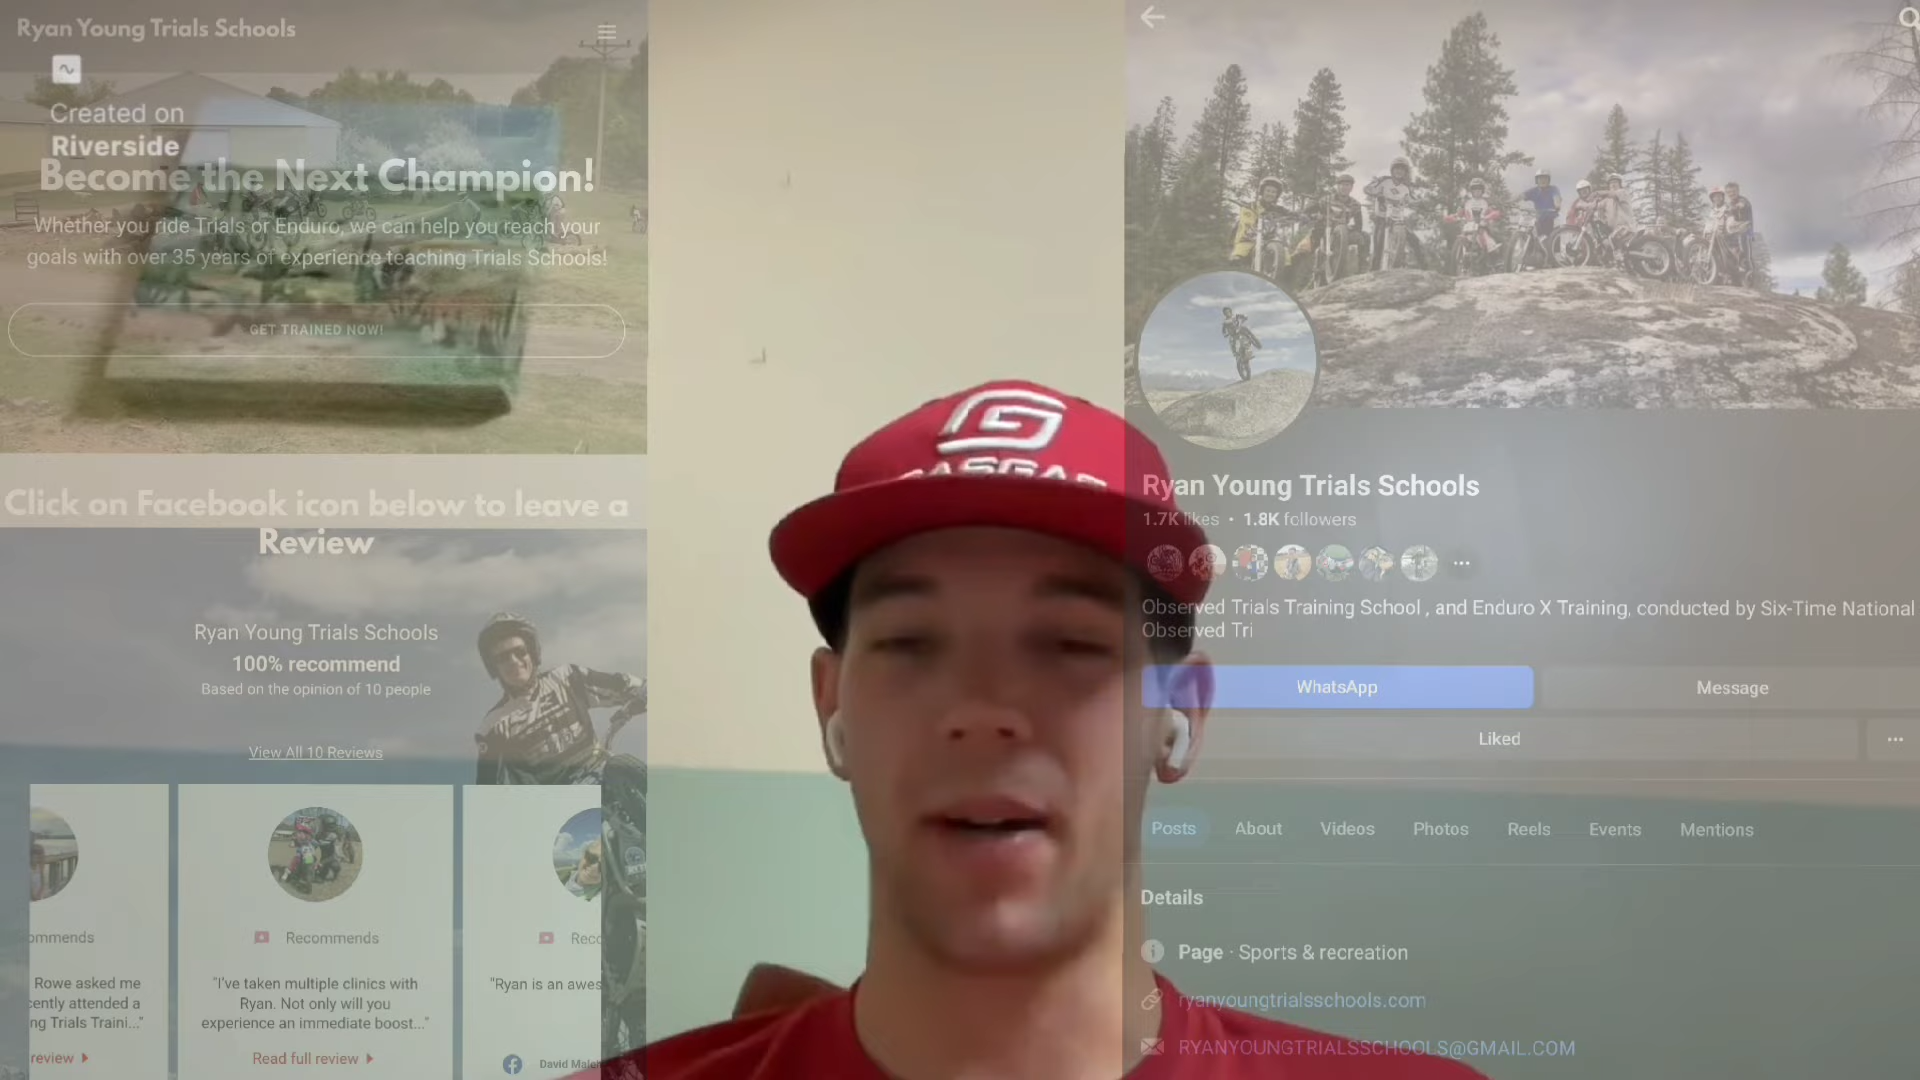 Ryan Young Trials Schools
Created on
Riverside
Become the Next Champion!
Whether you ride Trials or Enduro, we can help you reach your
goals with over 35 years of experience teaching Trials Schools!
GET TRAINED NOW!
Click on Facebook icon below to leave a
Review
Ryan Young Trials Schools
100% recommend
Based on the opinion of 10 people
View All 10 Reviews
Rowe asked me
ng Traini..."
review
Recommends
"I've taken multiple clinics with
Ryan. Not only will you
experience an immediate boost..."
Read full review
David
"Ryan is an
GASGAS
Ryan Young Trials Schools
1.7K likes • 1.8K followers
Observed Trials Training School , and Enduro X Training, conducted by Six-Time National
Observed Tri
WhatsApp
Message
Liked
Posts
About
Videos
Photos
Reels
Events
Mentions
Details
Page · Sports & recreation
ryanyoungtrialsschools.com
RYANYOUNGTRIALSSCHOOLS@GMAIL.COM